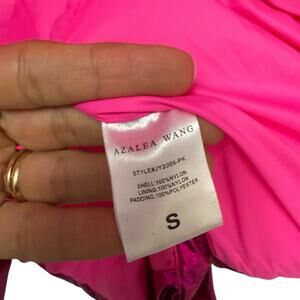 AZALEA WANG
STYLE#JY2009-PK
SHELL:100%NYLON
LINING:100%NYLON
PADDING:100%POLYESTER
S